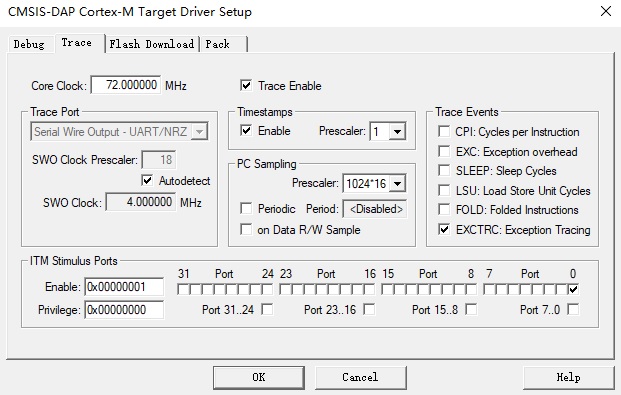 CMSIS-DAP Cortex-M Target Driver Setup
Debug Trace Flash Download Pack
Core Clock: 72.000000 MHz Trace Enable
Trace Port Timestamps Trace Events
Serial Wire Output - UART/NRZ Enable Prescaler: 1 CPI: Cycles per Instruction
EXC: Exception overhead
SWO Clock Prescaler: 18 PC Sampling SLEEP: Sleep Cycles
Autodetect Prescaler: 1024*16 LSU: Load Store Unit Cycles
SWO Clock: 4.000000 MHz Periodic Period: <Disabled> FOLD: Folded Instructions
on Data R/W Sample EXCTRC: Exception Tracing
ITM Stimulus Ports
31 Port 24 23 Port 16 15 Port 8 7 Port 0
Enable: 0x00000001
Privilege: 0x00000000 Port 31..24 Port 23..16 Port 15..8 Port 7..0
OK Cancel Help